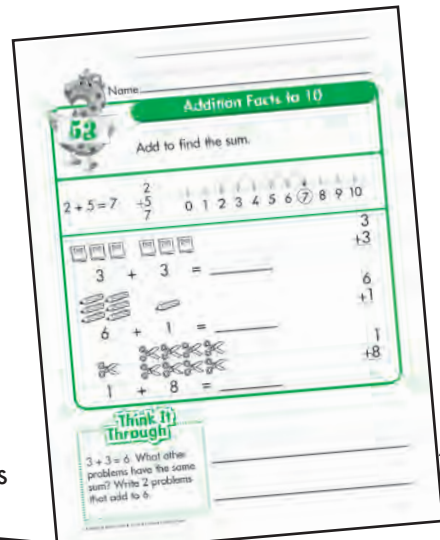 Name
Addition Facts to 10
52
Add to find the sum.
2 + 5 = 7
2
+5
7
0 1 2 3 4 5 6 7 8 9 10
3 + 3 =
3
+3
6 + 1 =
6
+1
1 + 8 =
1
+8
Think It
Through
3 + 3 = 6. What other
problems have the same
sum? Write 2 problems
that add to 6.
s